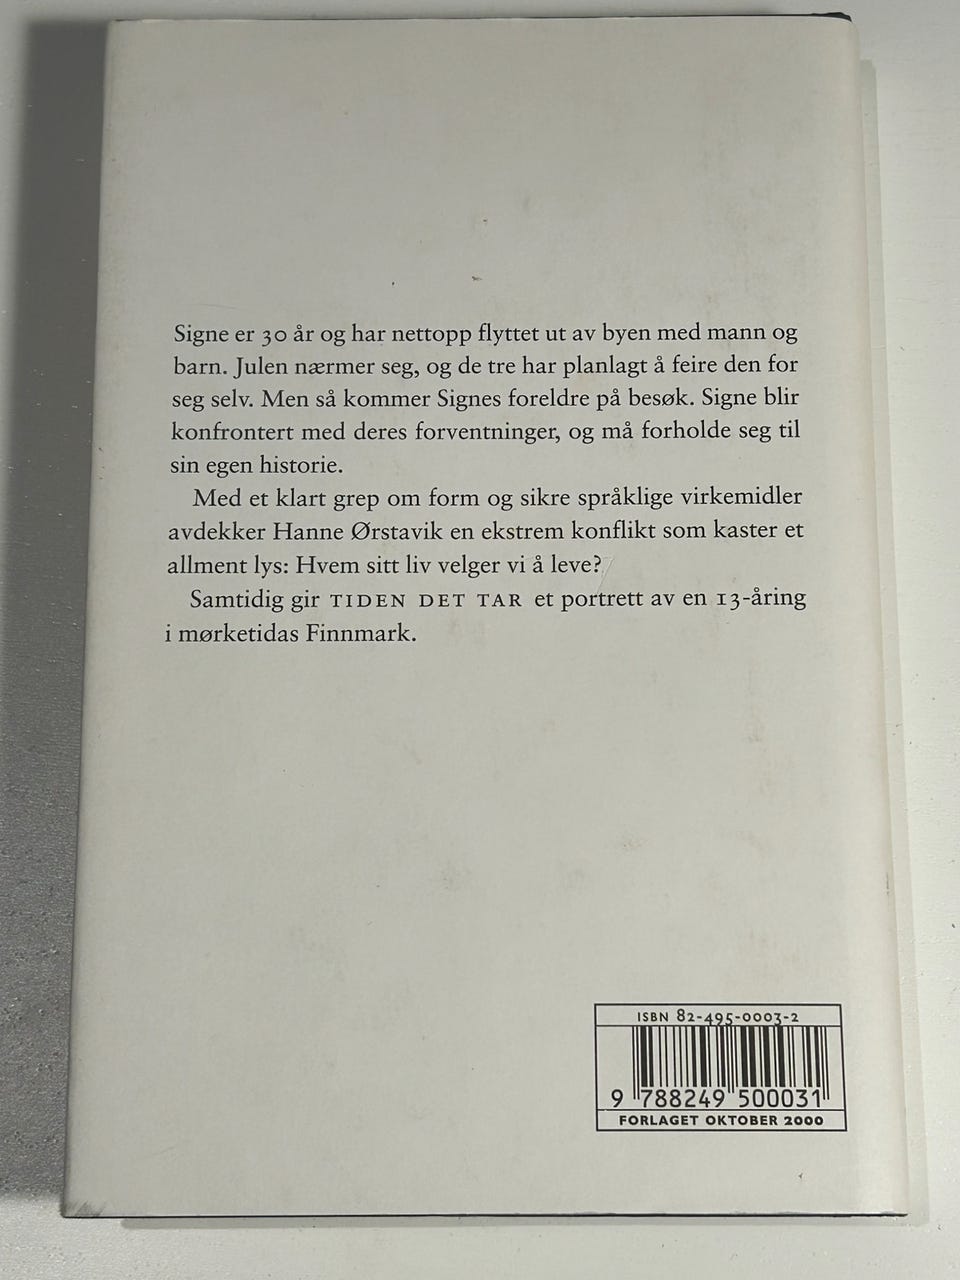 Signe er 30 år og har nettopp flyttet ut av byen med mann og
barn. Julen nærmer seg, og de tre har planlagt å feire den for
seg selv. Men så kommer Signes foreldre på besøk. Signe blir
konfrontert med deres forventninger, og må forholde seg til
sin egen historie.
Med et klart grep om form og sikre språklige virkemidler
avdekker Hanne Ørstavik en ekstrem konflikt som kaster et
allment lys: Hvem sitt liv velger vi å leve?
Samtidig gir TIDEN DET TAR et portrett av en 13-åring
i mørketidas Finnmark.
ISBN 82-495-0003-2
9 788249 500031
FORLAGET OKTOBER 2000